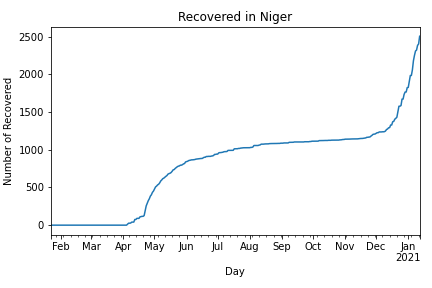 Recovered in Niger
Number of Recovered
2500
2000
1500
1000
500
0
Feb Mar Apr May Jun Jul Aug Sep Oct Nov Dec Jan
2021
Day